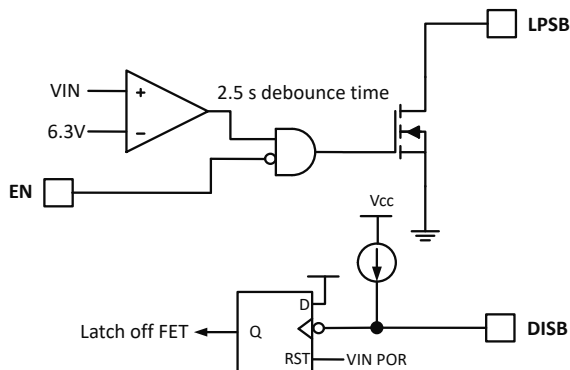 LPSB
VIN
+
2.5 s debounce time
6.3V
−
EN
Vcc
D
Latch off FET
Q
DISB
RST
VIN POR